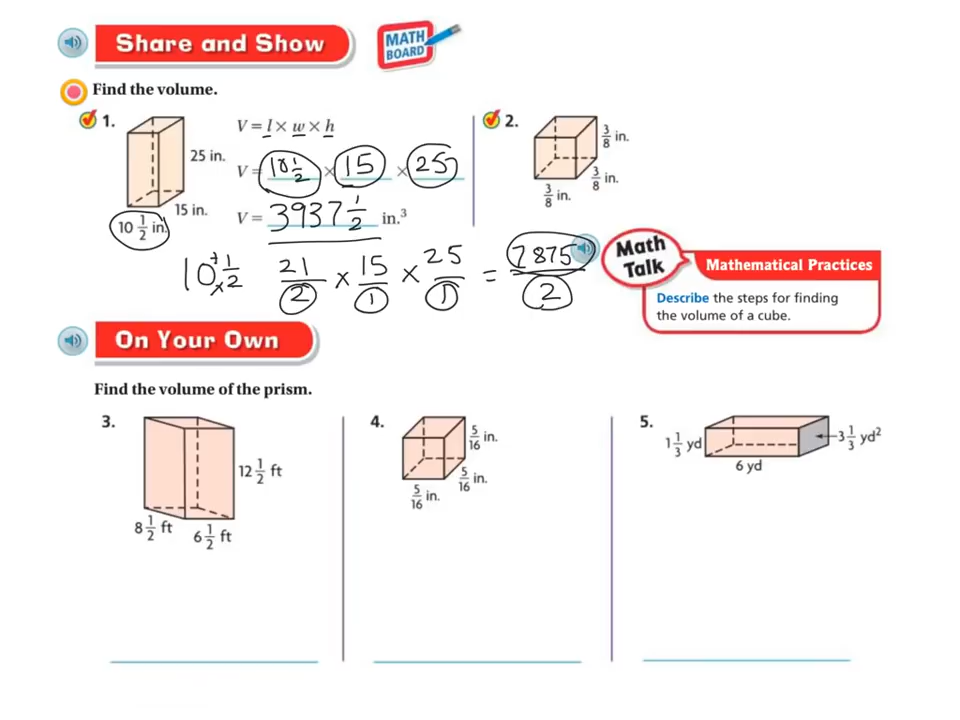 Share and Show
MATH BOARD
Find the volume.
1.
V = l × w × h
V = 10 1/2 × 15 × 25
V = 3937 1/2 in.³
25 in.
15 in.
10 1/2 in.
10 + 1/2 ×
21/2 × 15/1 × 25/1 = 7875/2
2.
3/8 in.
3/8 in.
3/8 in.
Math Talk
Mathematical Practices
Describe the steps for finding
the volume of a cube.
On Your Own
Find the volume of the prism.
3.
12 1/2 ft
8 1/2 ft
6 1/2 ft
4.
5/16 in.
5/16 in.
5/16 in.
5.
1 1/3 yd
3 1/3 yd²
6 yd